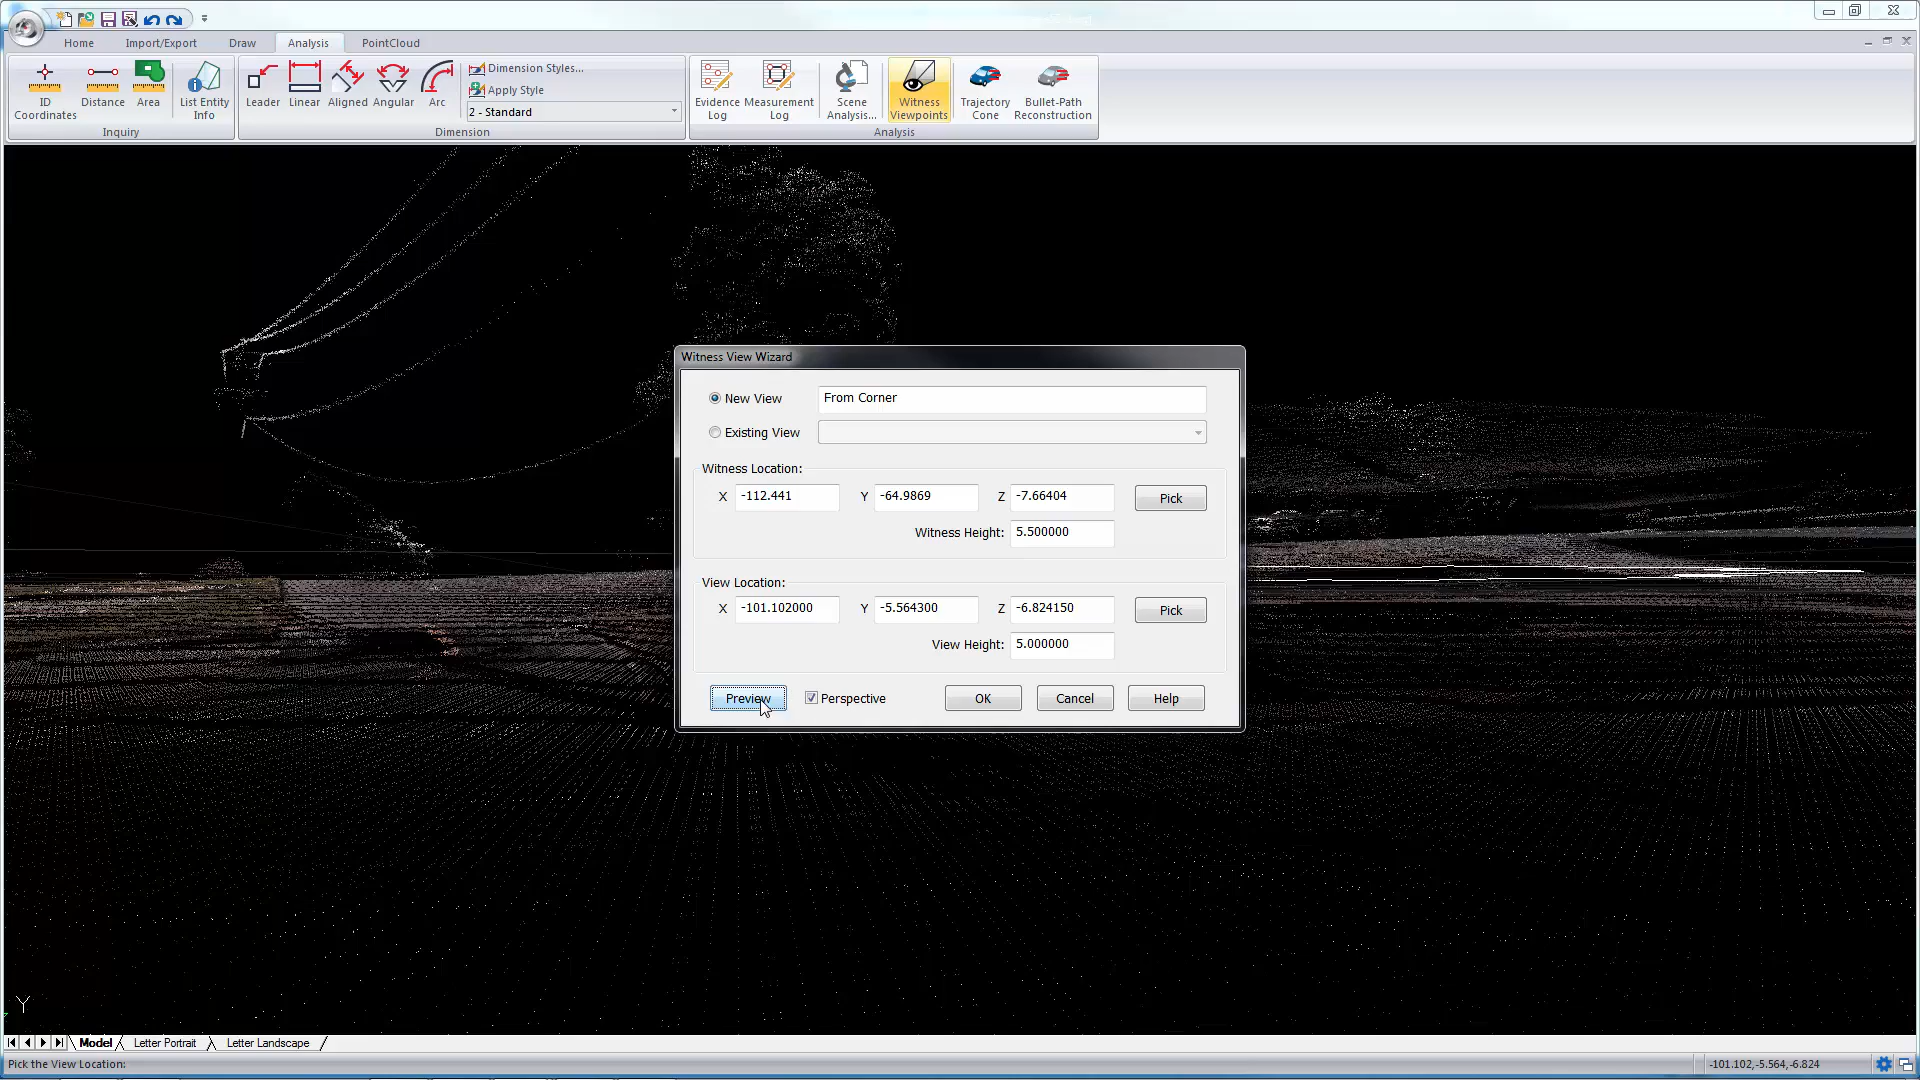 Home Import/Export Draw Analysis PointCloud
ID Coordinates
Distance
Area
List Entity Info
Inquiry
Leader
Linear
Aligned
Angular
Arc
Dimension Styles...
Apply Style
2 - Standard
Dimension
Evidence Log
Measurement Log
Scene Analysis...
Witness Viewpoints
Trajectory Cone
Bullet-Path Reconstruction
Analysis
Witness View Wizard
New View From Corner
Existing View
Witness Location:
X -112.441 Y -64.9869 Z -7.66404 Pick
Witness Height: 5.500000
View Location:
X -101.102000 Y -5.564300 Z -6.824150 Pick
View Height: 5.000000
Preview Perspective OK Cancel Help
Y
Model Letter Portrait Letter Landscape
Pick the View Location: -101.102,-5.564,-6.824